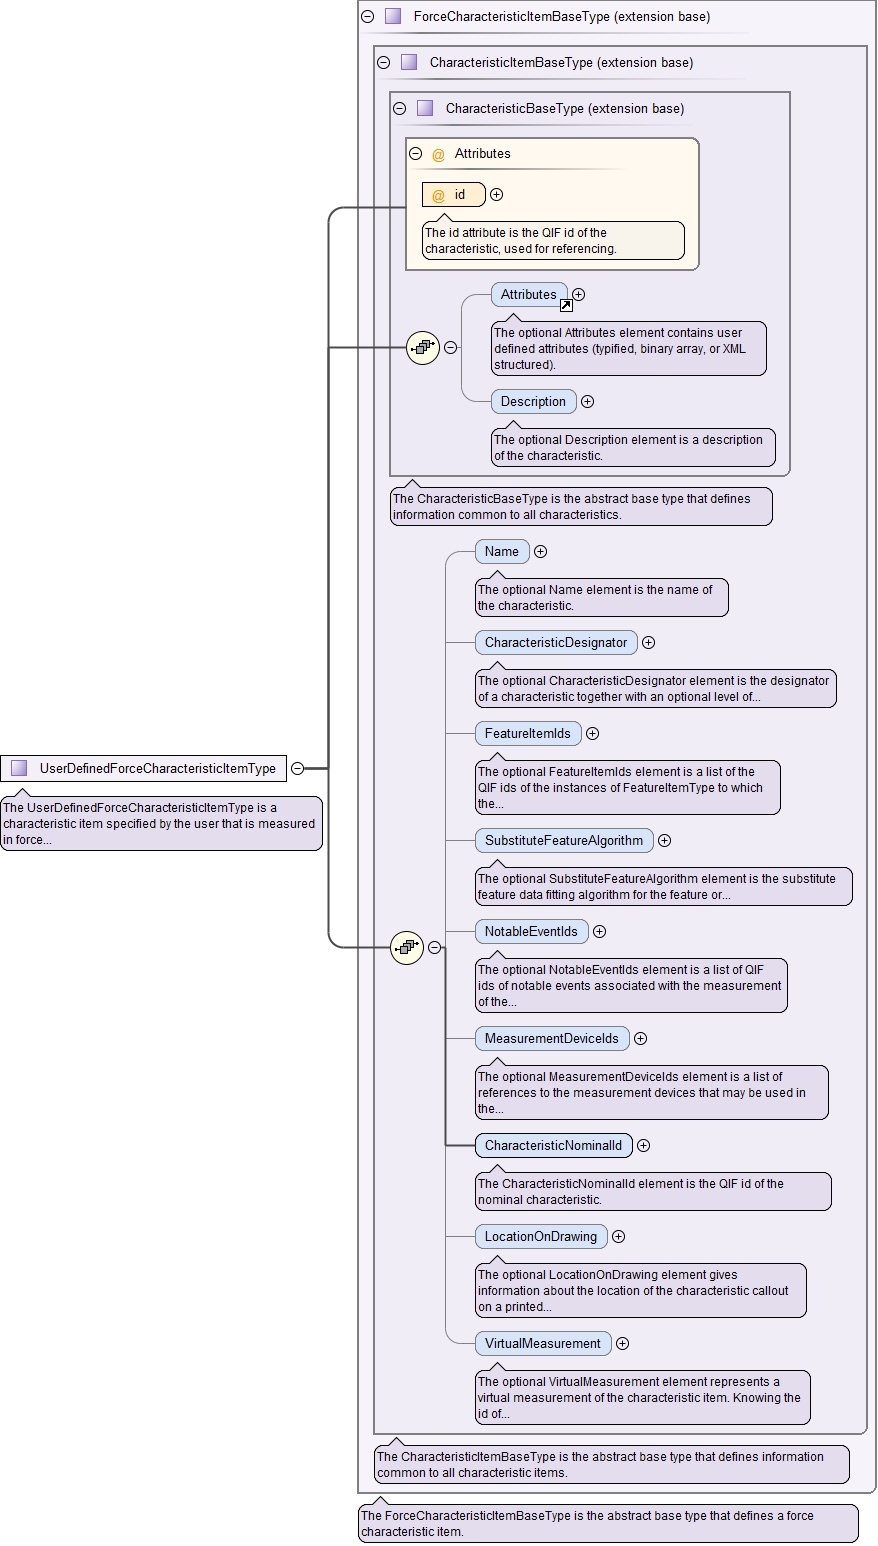 ForceCharacteristicItemBaseType (extension base)
CharacteristicItemBaseType (extension base)
CharacteristicBaseType (extension base)
@ Attributes
@ id
The id attribute is the QIF id of the
characteristic, used for referencing.
Attributes
The optional Attributes element contains user
defined attributes (typified, binary array, or XML
structured).
Description
The optional Description element is a description
of the characteristic.
The CharacteristicBaseType is the abstract base type that defines
information common to all characteristics.
Name
The optional Name element is the name of
the characteristic.
CharacteristicDesignator
The optional CharacteristicDesignator element is the designator
of a characteristic together with an optional level of...
FeatureItemIds
The optional FeatureItemIds element is a list of the
QIF ids of the instances of FeatureItemType to which
the...
UserDefinedForceCharacteristicItemType
The UserDefinedForceCharacteristicItemType is a
characteristic item specified by the user that is measured
in force...
SubstituteFeatureAlgorithm
The optional SubstituteFeatureAlgorithm element is the substitute
feature data fitting algorithm for the feature or...
NotableEventIds
The optional NotableEventIds element is a list of QIF
ids of notable events associated with the measurement
of the...
MeasurementDeviceIds
The optional MeasurementDeviceIds element is a list of
references to the measurement devices that may be used in
the...
CharacteristicNominalId
The CharacteristicNominalId element is the QIF id of the
nominal characteristic.
LocationOnDrawing
The optional LocationOnDrawing element gives
information about the location of the characteristic callout
on a printed...
VirtualMeasurement
The optional VirtualMeasurement element represents a
virtual measurement of the characteristic item. Knowing the
id of...
The CharacteristicItemBaseType is the abstract base type that defines information
common to all characteristic items.
The ForceCharacteristicItemBaseType is the abstract base type that defines a force
characteristic item.